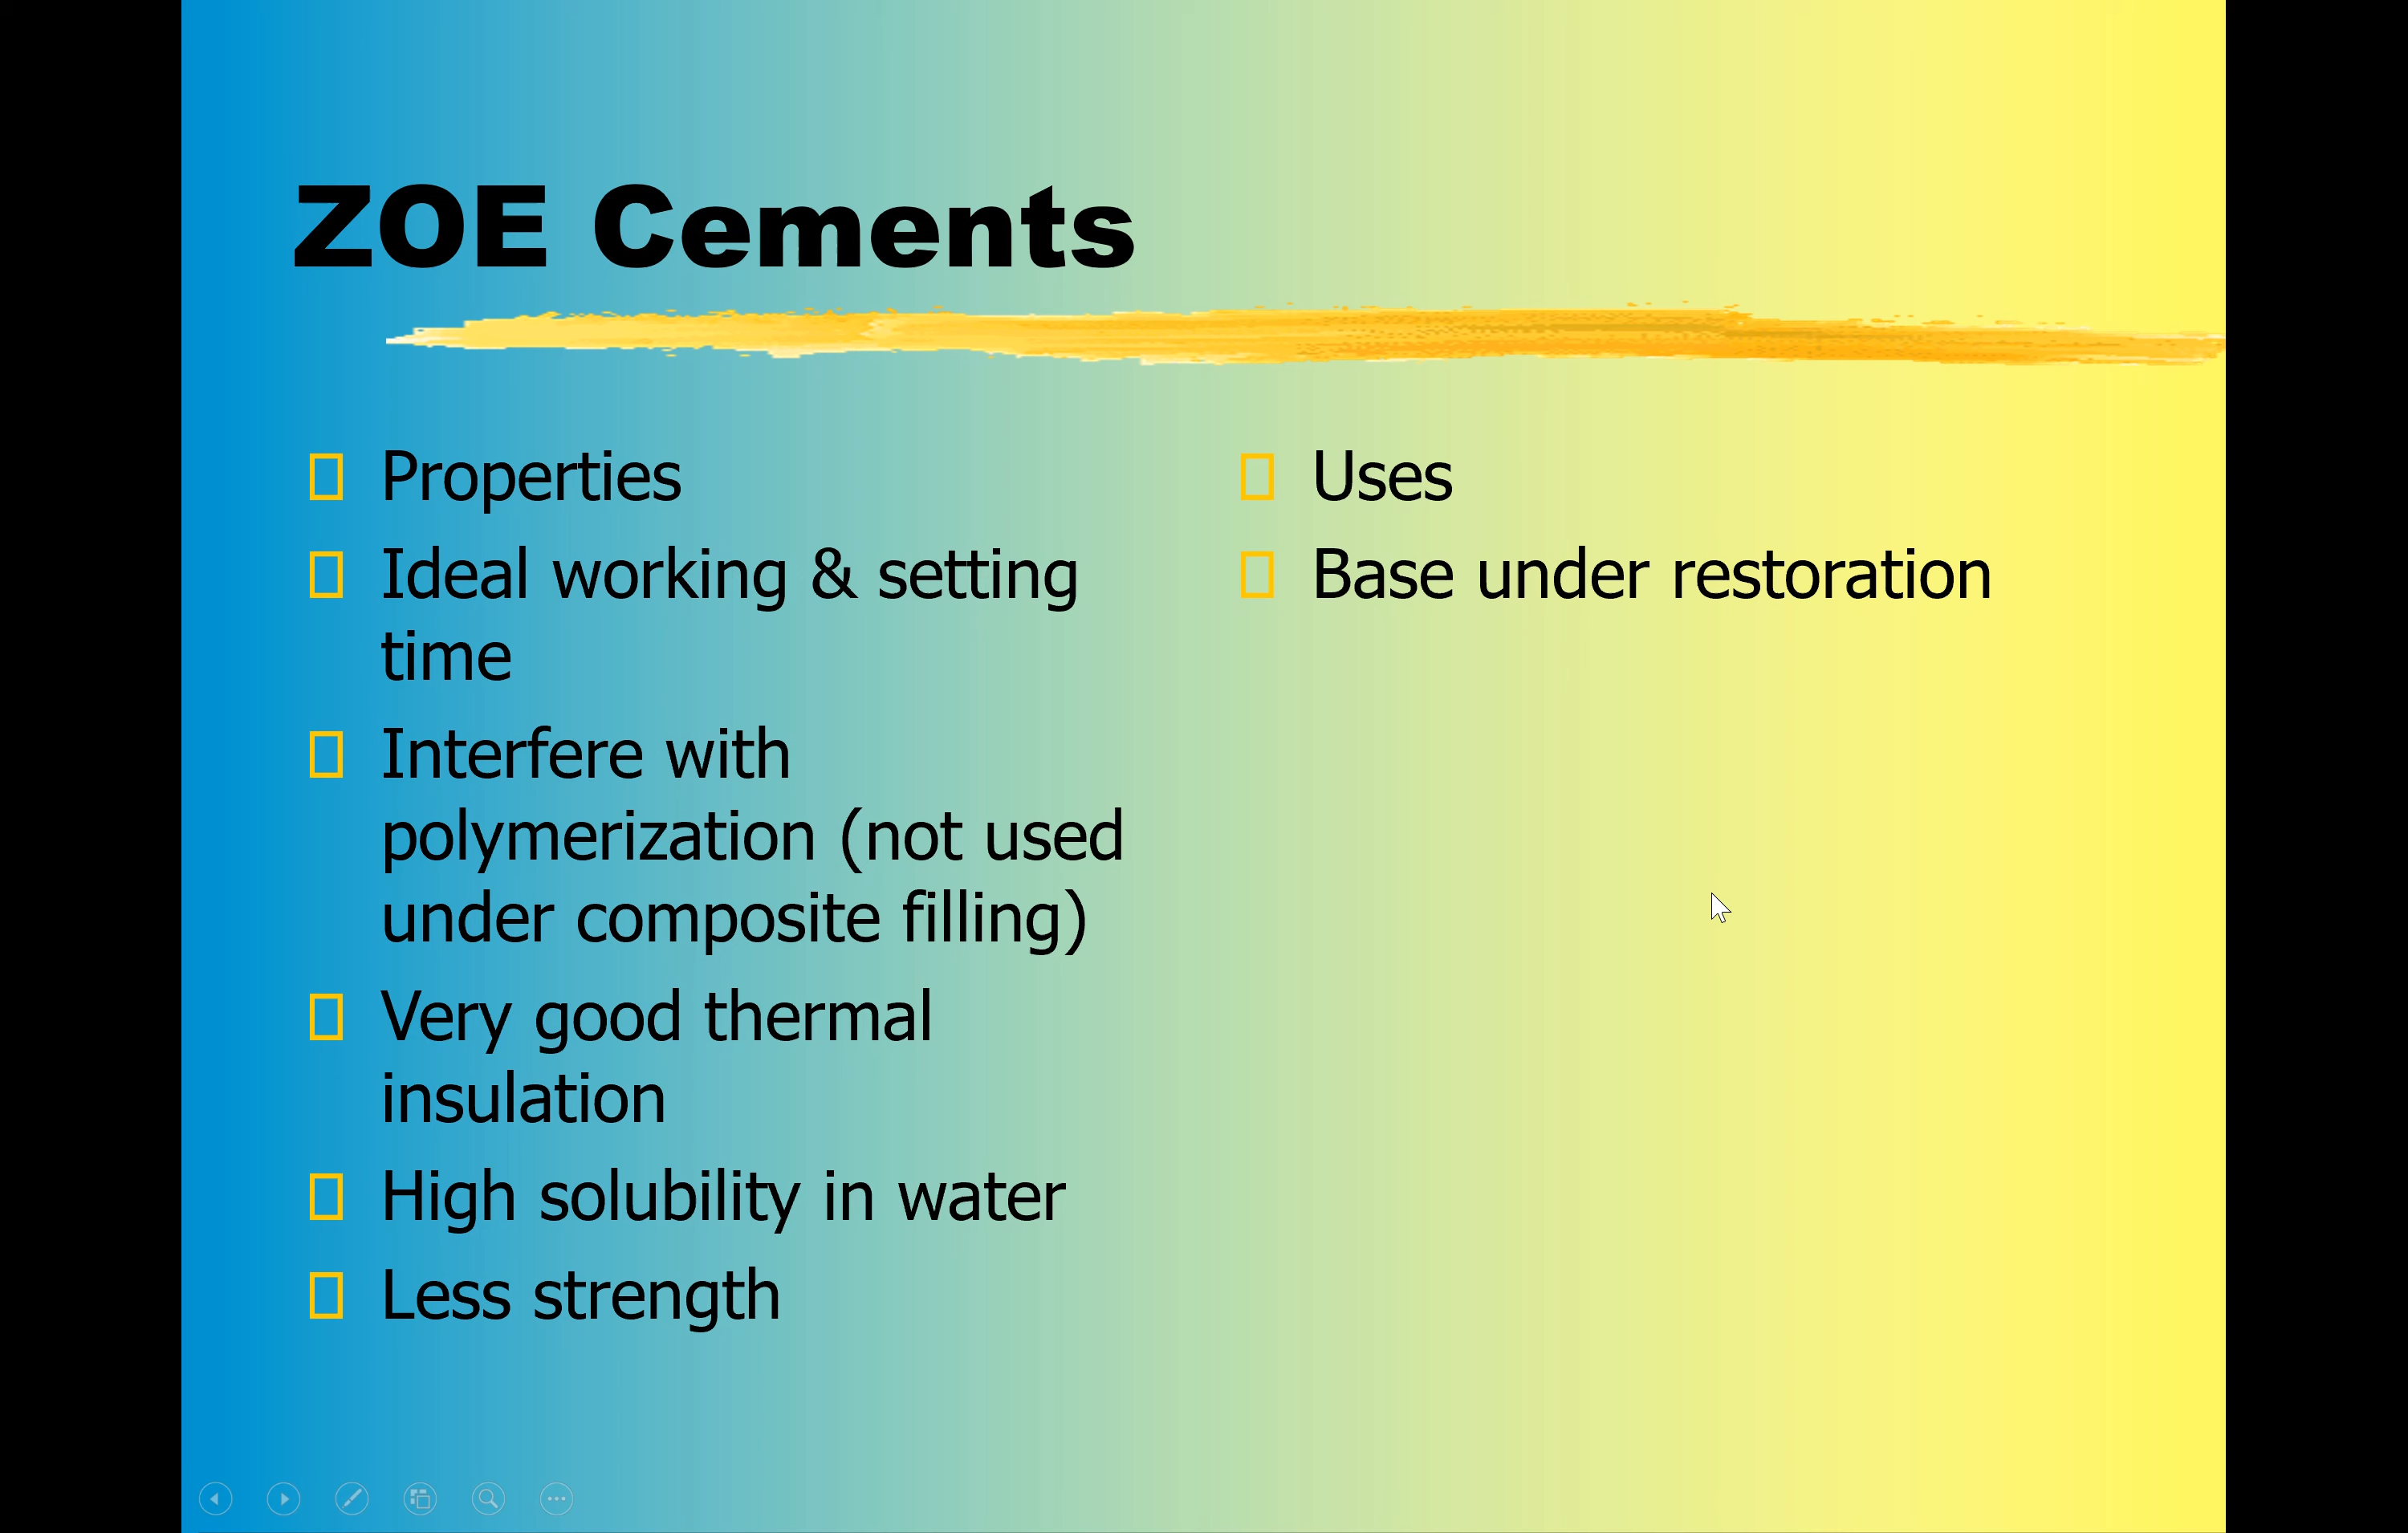 ZOE Cements
Properties
Ideal working & setting
time
Interfere with
polymerization (not used
under composite filling)
Very good thermal
insulation
High solubility in water
Less strength
Uses
Base under restoration